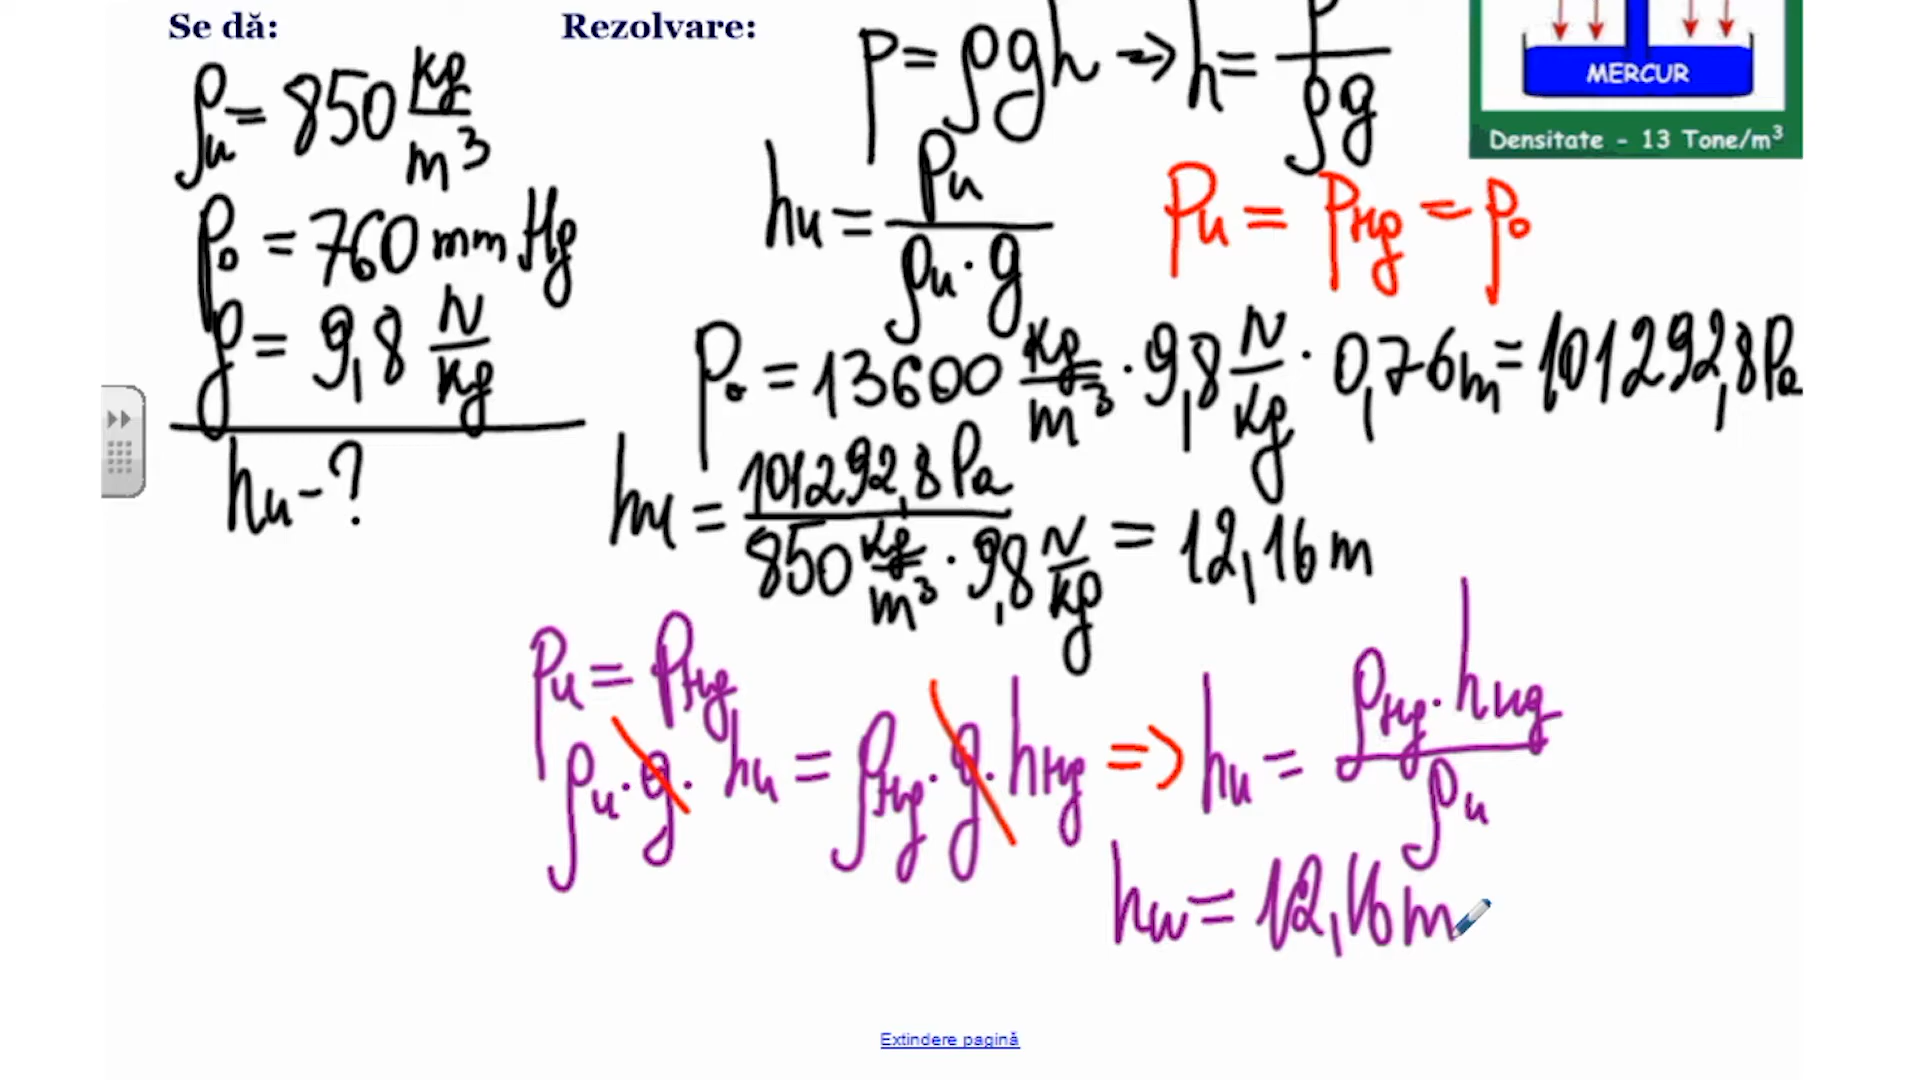 Se dă:
ρu = 850 kg/m³
p₀ = 760 mm Hg
g = 9,8 N/kg
hu - ?
Rezolvare:
p = ρgh => h = p/ρg
hu = pu/ρu · g
pu = pHg = p₀
p₀ = 13600 kg/m³ · 9,8 N/kg · 0,76m = 101292,8 Pa
hu = 101292,8 Pa/850 kg/m³ · 9,8 N/kg = 12,16 m
pu = pHg
ρu · g · hu = ρHg · g · hHg => hu = ρHg · hHg/ρu
hu = 12,16 m
MERCUR
Densitate - 13 Tone/m³
Extindere pagină